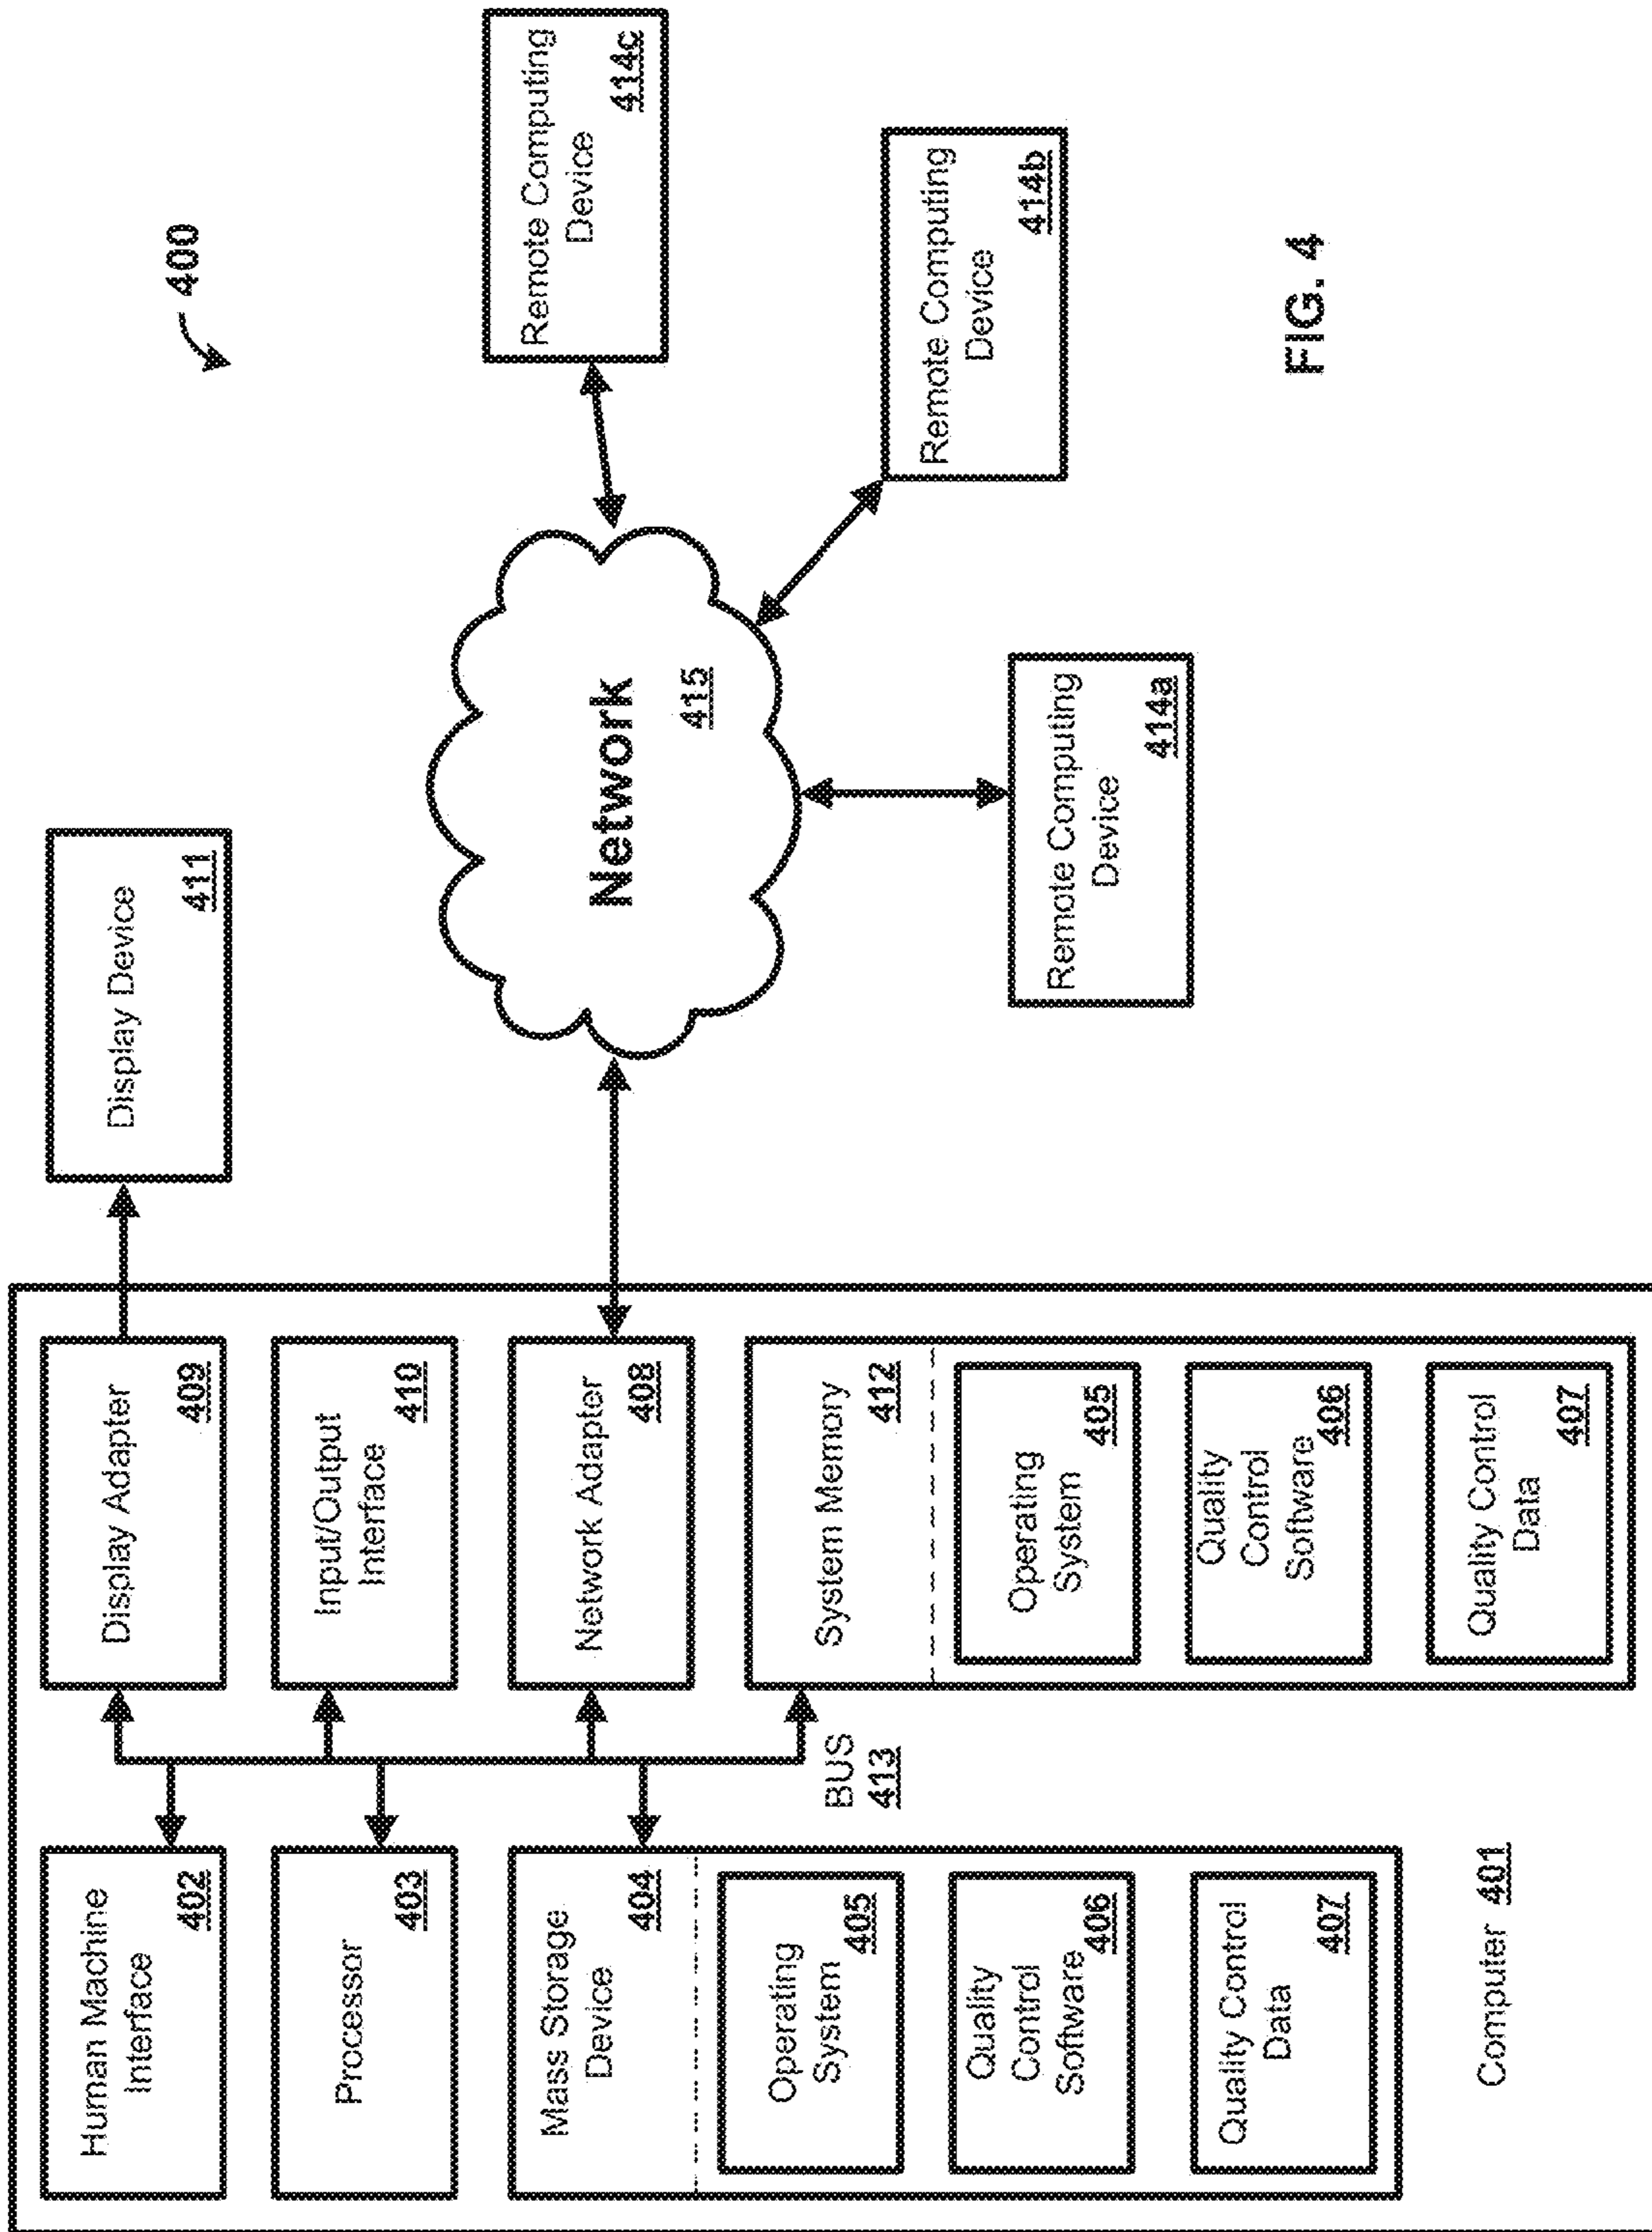 400
Human Machine
Interface
402
Processor
403
Mass Storage
Device
404
Operating
System
405
Quality
Control
Software
406
Quality Control
Data
407
Computer 401
BUS
413
Display Adapter
409
Input/Output
Interface
410
Network Adapter
408
System Memory
412
Operating
System
405
Quality
Control
Software
406
Quality Control
Data
407
Display Device
411
Network
415
Remote Computing
Device
414a
Remote Computing
Device
414b
Remote Computing
Device
414c
FIG. 4